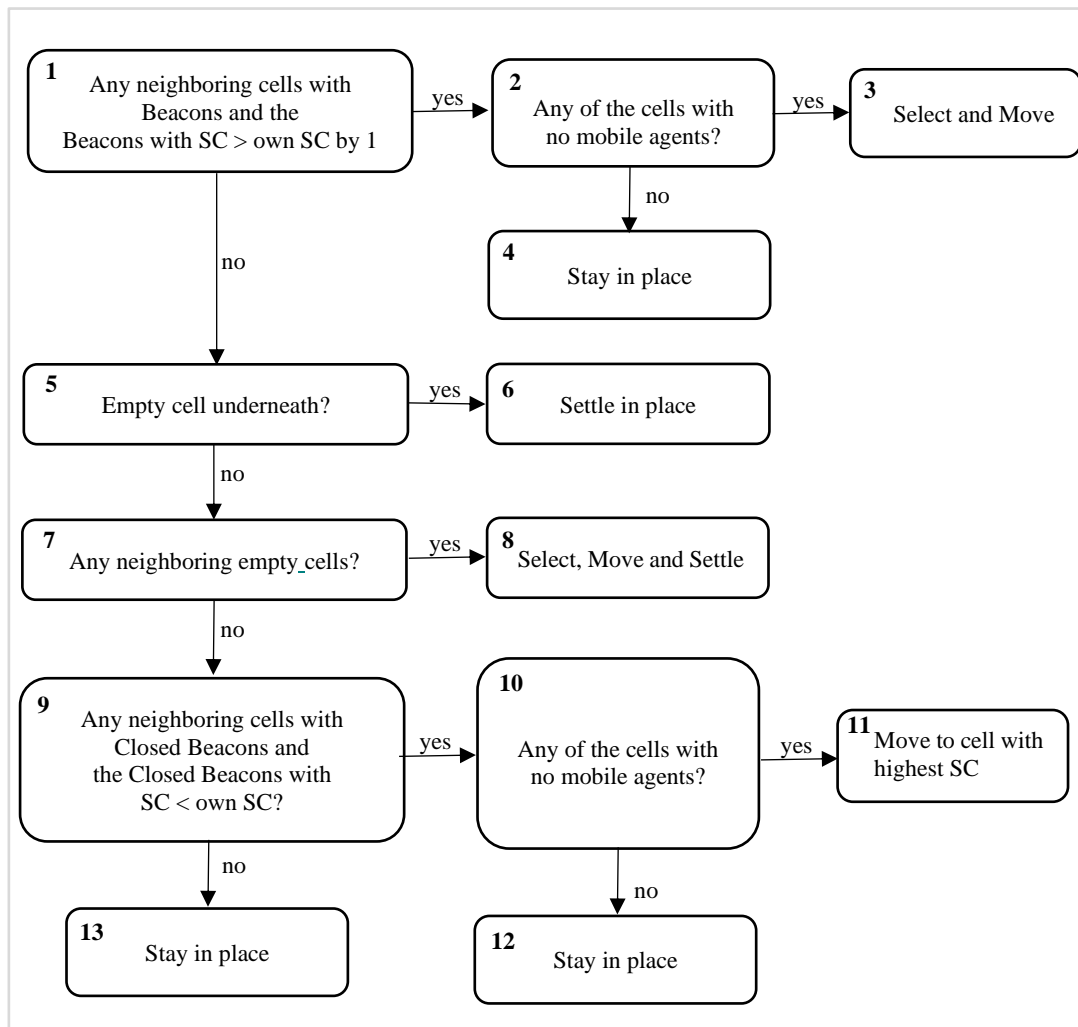 1
Any neighboring cells with
Beacons and the
Beacons with SC > own SC by 1
yes
2
Any of the cells with
no mobile agents?
yes
3
Select and Move
no
4
Stay in place
no
5
Empty cell underneath?
yes
6
Settle in place
no
7
Any neighboring empty cells?
yes
8
Select, Move and Settle
no
9
Any neighboring cells with
Closed Beacons and
the Closed Beacons with
SC < own SC?
yes
10
Any of the cells with
no mobile agents?
yes
11
Move to cell with
highest SC
no
13
Stay in place
no
12
Stay in place